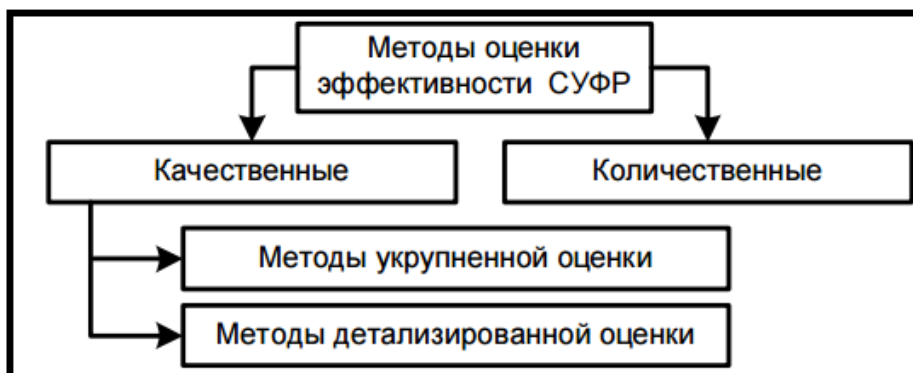 Методы оценки
эффективности СУФР
Качественные
Количественные
Методы укрупненной оценки
Методы детализированной оценки